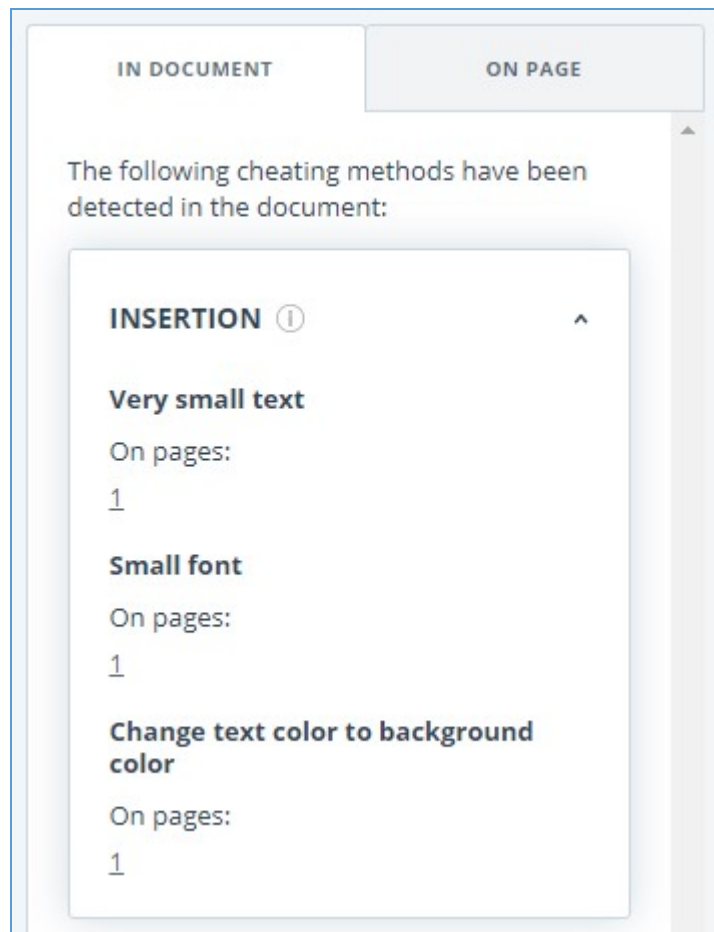 IN DOCUMENT
ON PAGE
The following cheating methods have been
detected in the document:
INSERTION
Very small text
On pages:
1
Small font
On pages:
1
Change text color to background
color
On pages:
1